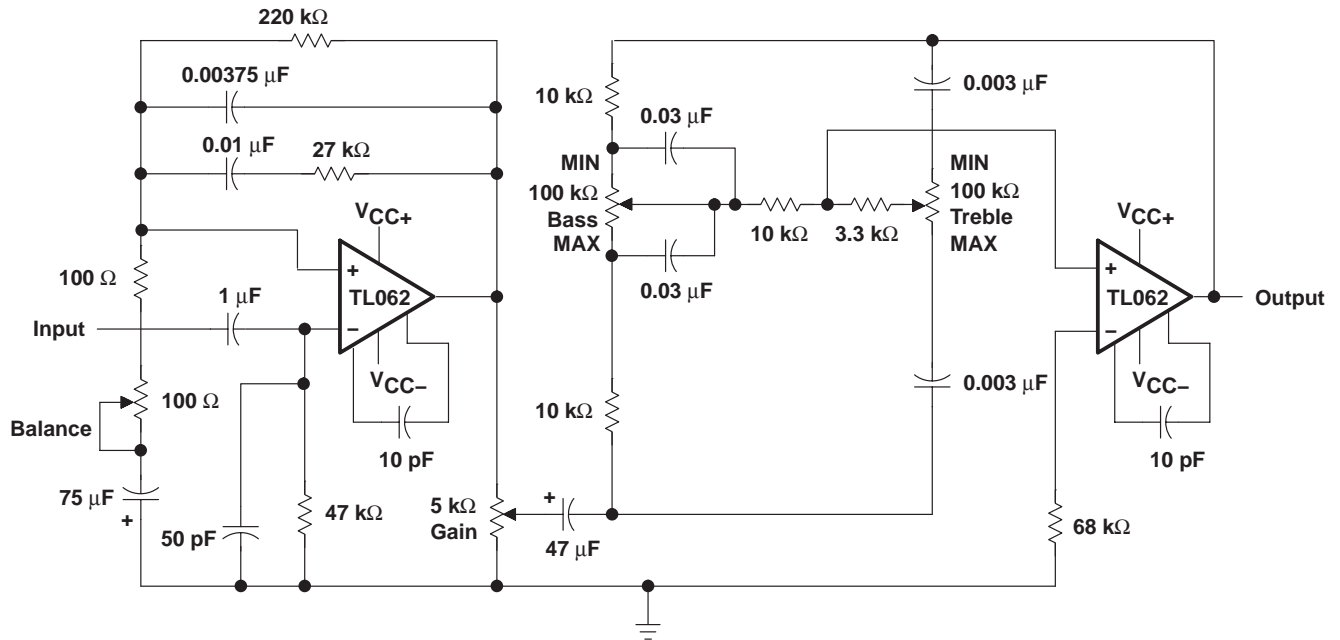 220 kΩ
0.00375 μF
0.01 μF
27 kΩ
VCC+
100 Ω
+
TL062
1 μF
Input
−
VCC−
100 Ω
Balance
10 pF
75 μF
+
50 pF
47 kΩ
5 kΩ
Gain
+
47 μF
10 kΩ
0.03 μF
0.003 μF
MIN
100 kΩ
Bass
MAX
10 kΩ
3.3 kΩ
MIN
100 kΩ
Treble
MAX
0.03 μF
VCC+
+
TL062
Output
−
VCC−
0.003 μF
10 kΩ
10 pF
68 kΩ